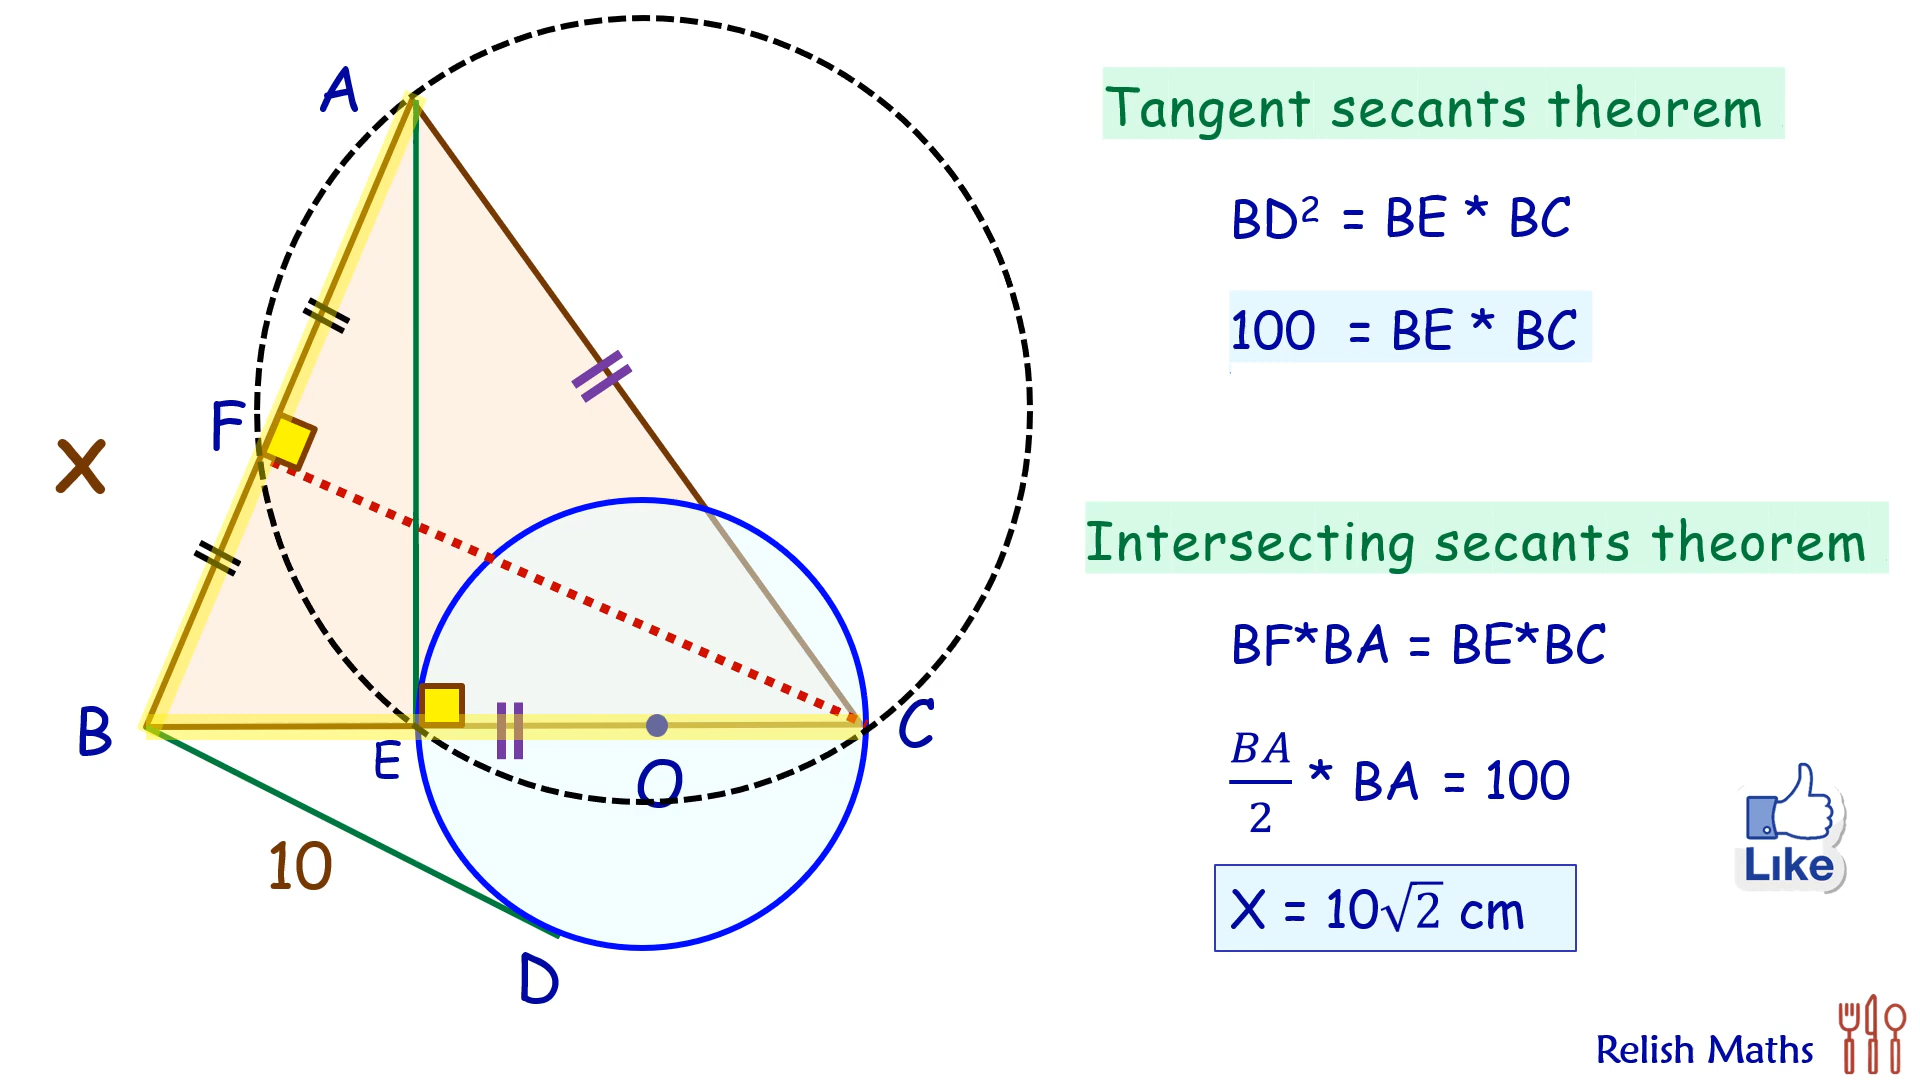 A
Tangent secants theorem
BD² = BE * BC
100 = BE * BC
F
X
Intersecting secants theorem
BF*BA = BE*BC
B
E
O
C
BA/2 * BA = 100
10
Like
X = 10√2 cm
D
Relish Maths